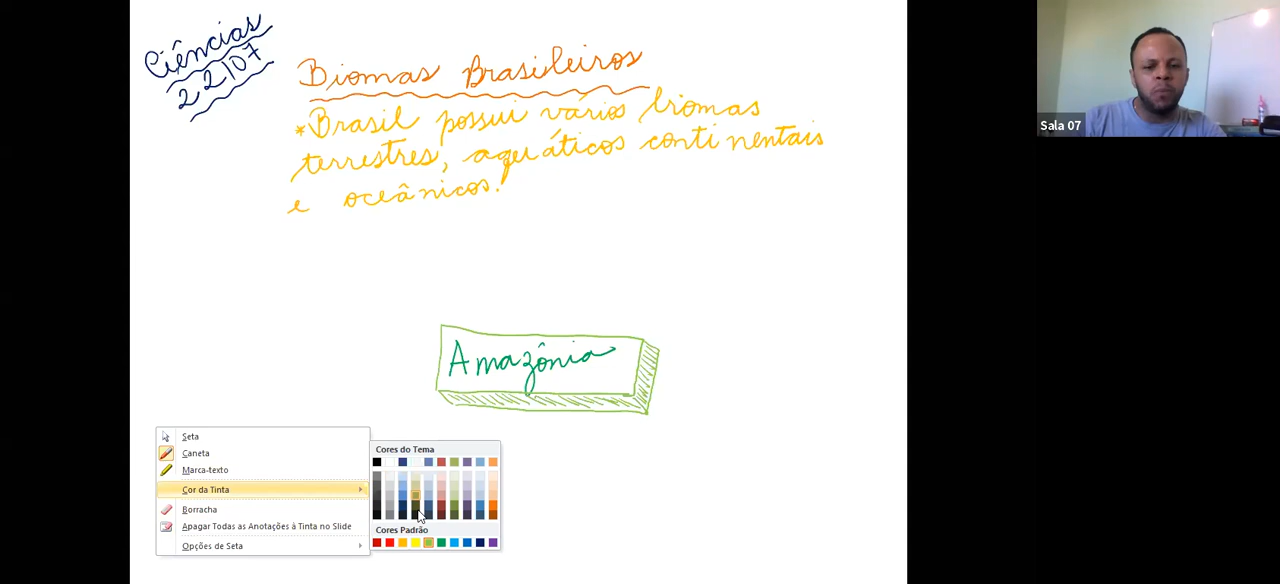 Ciências
22/07
Biomas Brasileiros
*Brasil possui vários biomas
terrestres, aquáticos continentais
e oceânicos.
Amazônia
Seta
Caneta
Marca-texto
Cor da Tinta
Borracha
Apagar Todas as Anotações à Tinta no Slide
Opções de Seta
Cores do Tema
Cores Padrão
Sala 07